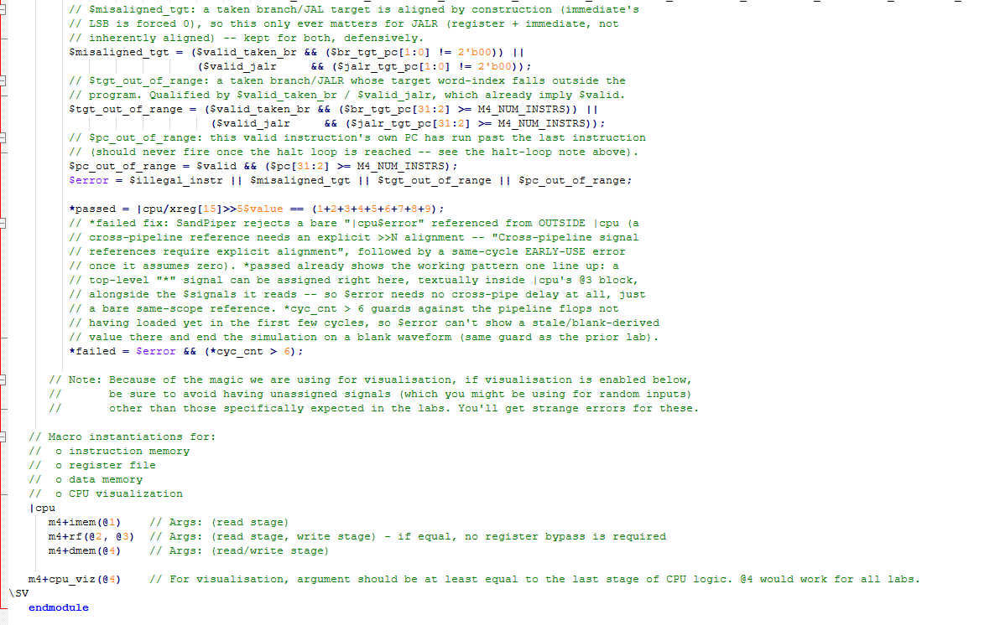 // $misaligned_tgt: a taken branch/JAL target is aligned by construction (immediate's
// LSB is forced 0), so this only ever matters for JALR (register + immediate, not
// inherently aligned) -- kept for both, defensively.
$misaligned_tgt = ($valid_taken_br && ($br_tgt_pc[1:0] != 2'b00)) ||
($valid_jalr && ($jalr_tgt_pc[1:0] != 2'b00));
// $tgt_out_of_range: a taken branch/JALR whose target word-index falls outside the
// program. Qualified by $valid_taken_br / $valid_jalr, which already imply $valid.
$tgt_out_of_range = ($valid_taken_br && ($br_tgt_pc[31:2] >= M4_NUM_INSTRS)) ||
($valid_jalr && ($jalr_tgt_pc[31:2] >= M4_NUM_INSTRS));
// $pc_out_of_range: this valid instruction's own PC has run past the last instruction
// (should never fire once the halt loop is reached -- see the halt-loop note above).
$pc_out_of_range = $valid && ($pc[31:2] >= M4_NUM_INSTRS);
$error = $illegal_instr || $misaligned_tgt || $tgt_out_of_range || $pc_out_of_range;
*passed = |cpu/xreg[15]>>5$value == (1+2+3+4+5+6+7+8+9);
// *failed fix: SandPiper rejects a bare "|cpu$error" referenced from OUTSIDE |cpu (a
// cross-pipeline reference needs an explicit >>N alignment -- "Cross-pipeline signal
// references require explicit alignment", followed by a same-cycle EARLY-USE error
// once it assumes zero). *passed already shows the working pattern one line up: a
// top-level "*" signal can be assigned right here, textually inside |cpu's @3 block,
// alongside the $signals it reads -- so $error needs no cross-pipe delay at all, just
// a bare same-scope reference. *cyc_cnt > 6 guards against the pipeline flops not
// having loaded yet in the first few cycles, so $error can't show a stale/blank-derived
// value there and end the simulation on a blank waveform (same guard as the prior lab).
*failed = $error && (*cyc_cnt > 6);
// Note: Because of the magic we are using for visualisation, if visualisation is enabled below,
// be sure to avoid having unassigned signals (which you might be using for random inputs)
// other than those specifically expected in the labs. You'll get strange errors for these.
// Macro instantiations for:
// o instruction memory
// o register file
// o data memory
// o CPU visualization
|cpu
m4+imem(@1) // Args: (read stage)
m4+rf(@2, @3) // Args: (read stage, write stage) - if equal, no register bypass is required
m4+dmem(@4) // Args: (read/write stage)
m4+cpu_viz(@4) // For visualisation, argument should be at least equal to the last stage of CPU logic. @4 would work for all labs.
\SV
endmodule